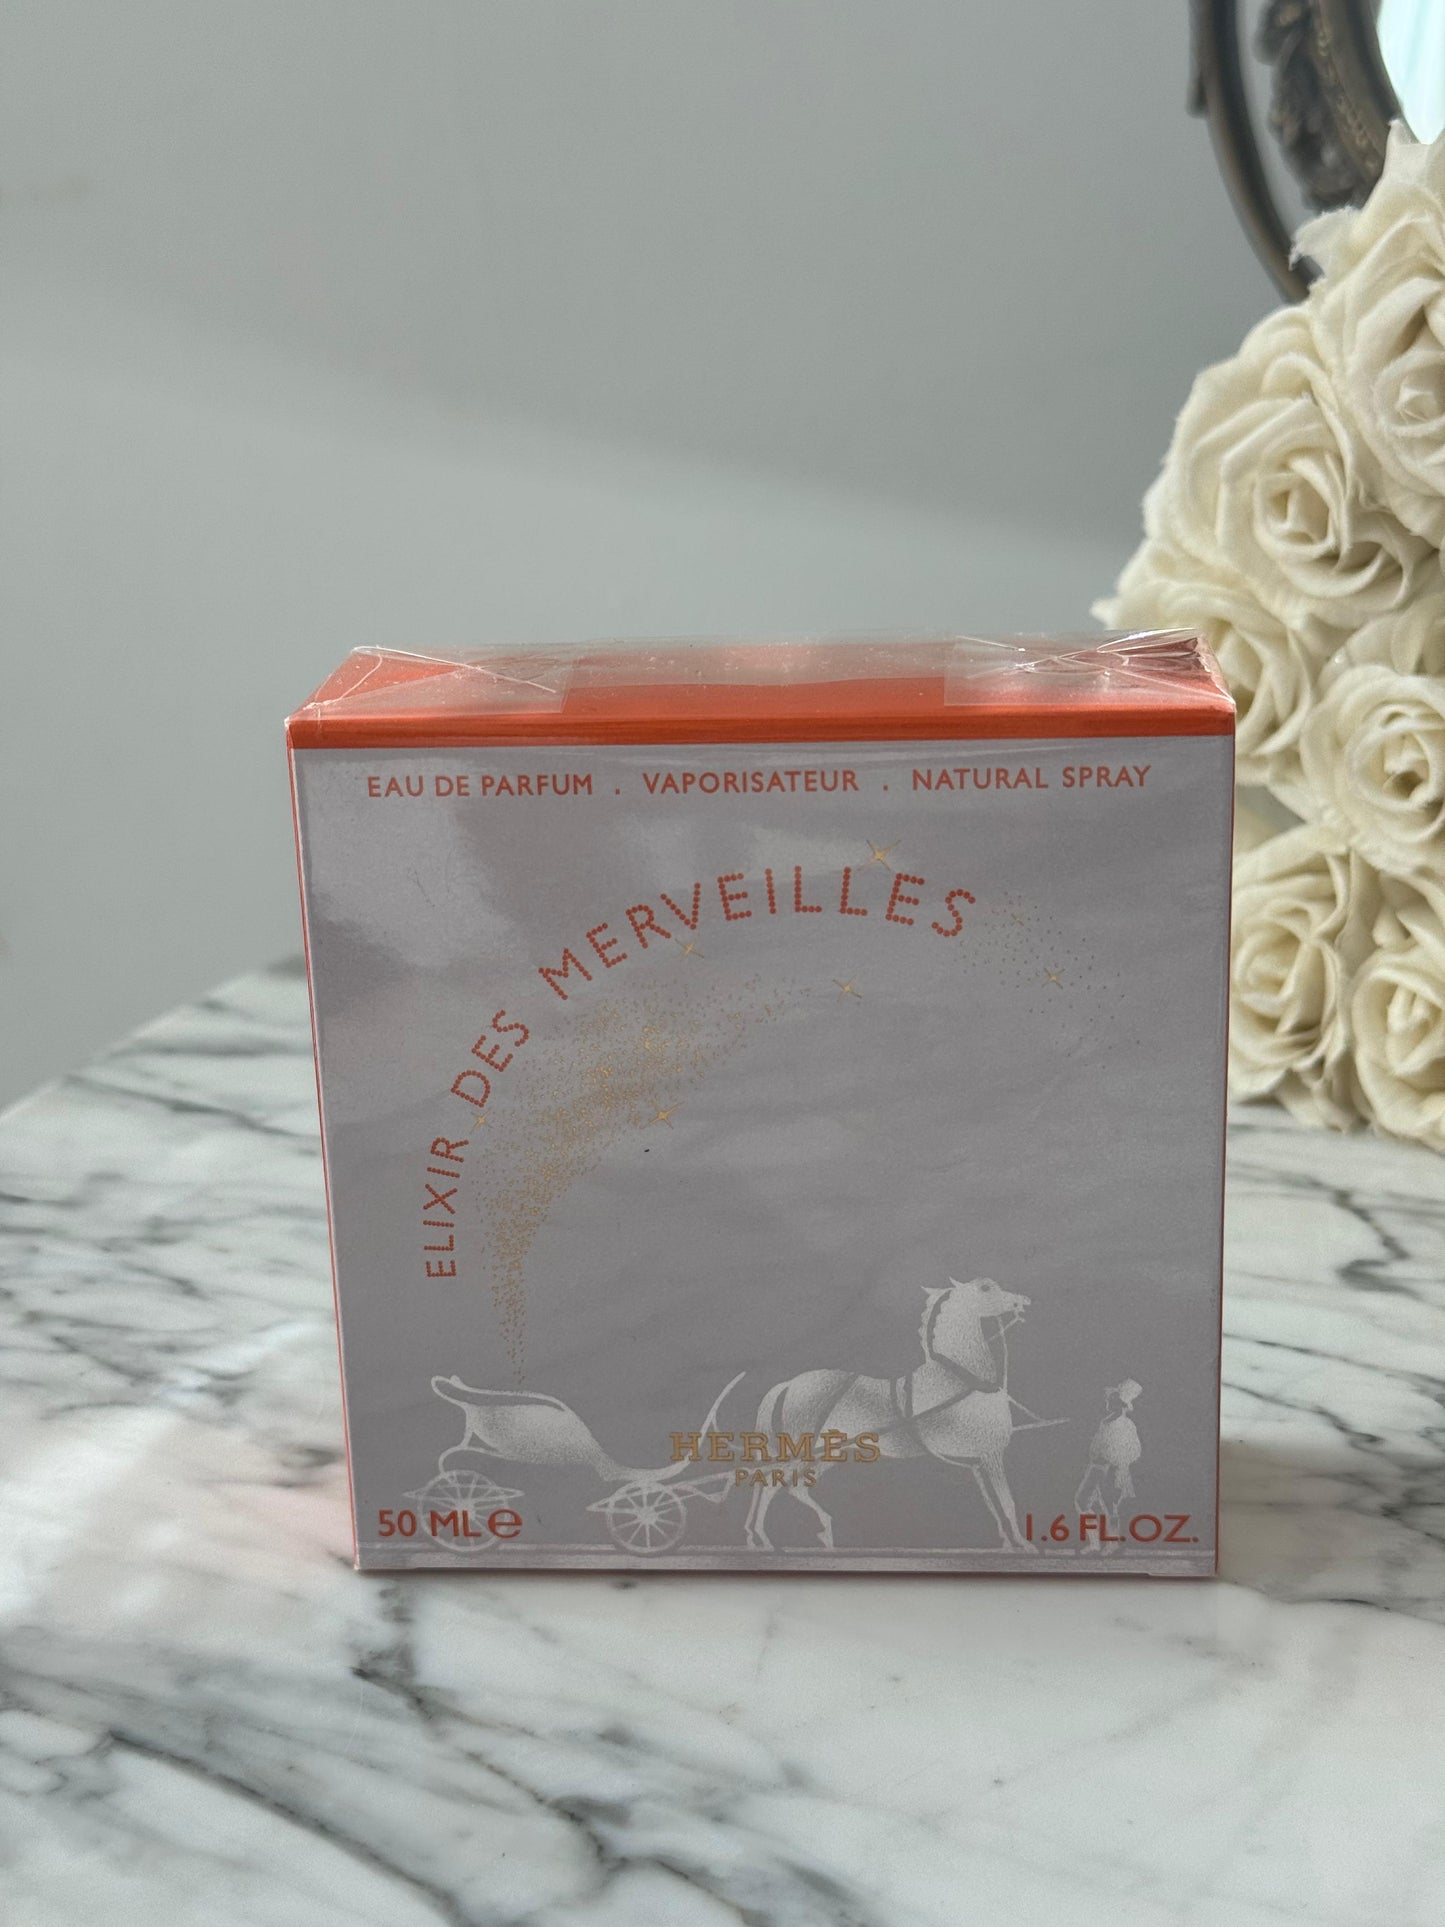 EAU DE PARFUM . VAPORISATEUR . NATURAL SPRAY
ELIXIR DES MERVEILLES
HERMÈS
PARIS
50 ML℮ 1.6 FL.OZ.